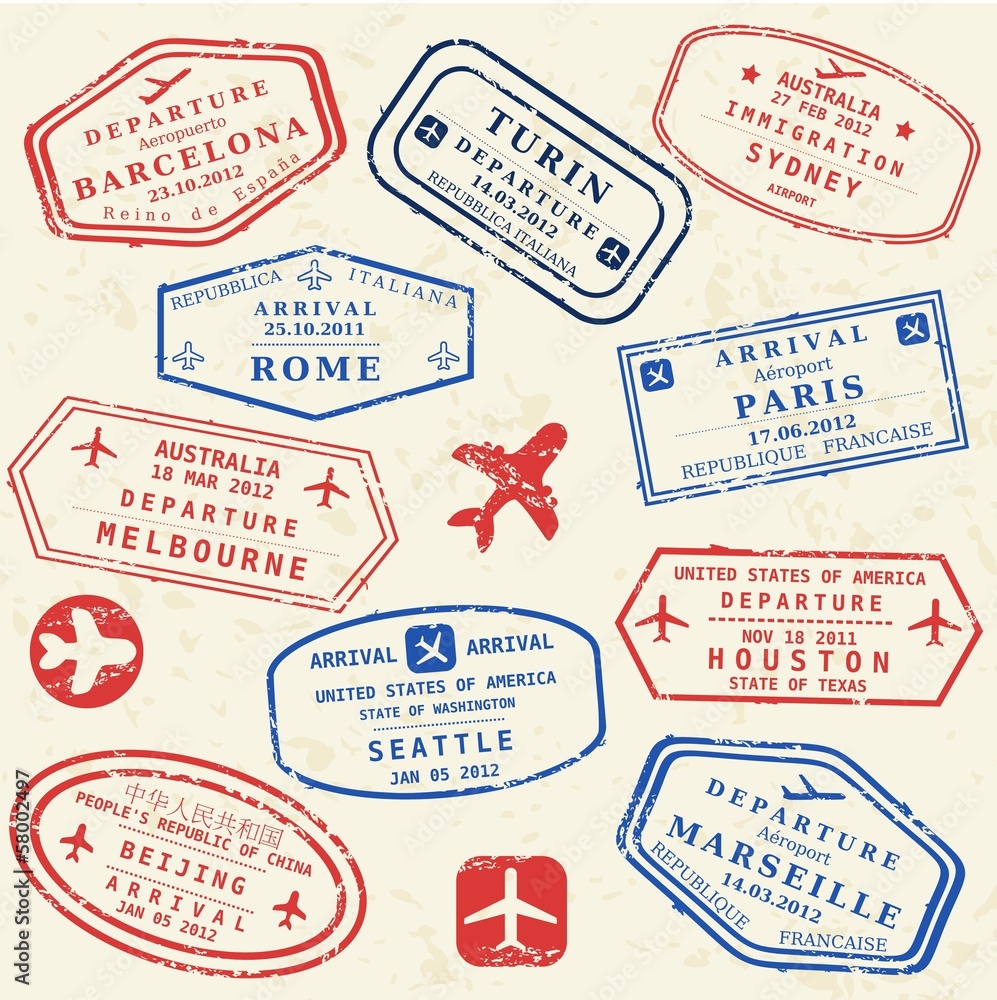 DEPARTURE
Aeropuerto
BARCELONA
23.10.2012
Reino de España
TURIN
DEPARTURE
14.03.2012
REPUBBLICA ITALIANA
AUSTRALIA
27 FEB 2012
IMMIGRATION
SYDNEY
AIRPORT
REPUBBLICA ITALIANA
ARRIVAL
25.10.2011
ROME
ARRIVAL
Aéroport
PARIS
17.06.2012
REPUBLIQUE FRANCAISE
AUSTRALIA
18 MAR 2012
DEPARTURE
MELBOURNE
UNITED STATES OF AMERICA
DEPARTURE
NOV 18 2011
HOUSTON
STATE OF TEXAS
ARRIVAL ARRIVAL
UNITED STATES OF AMERICA
STATE OF WASHINGTON
SEATTLE
JAN 05 2012
中华人民共和国
PEOPLE'S REPUBLIC OF CHINA
BEIJING
ARRIVAL
JAN 05 2012
DEPARTURE
Aéroport
MARSEILLE
14.03.2012
REPUBLIQUE FRANCAISE
Adobe Stock | #58002497